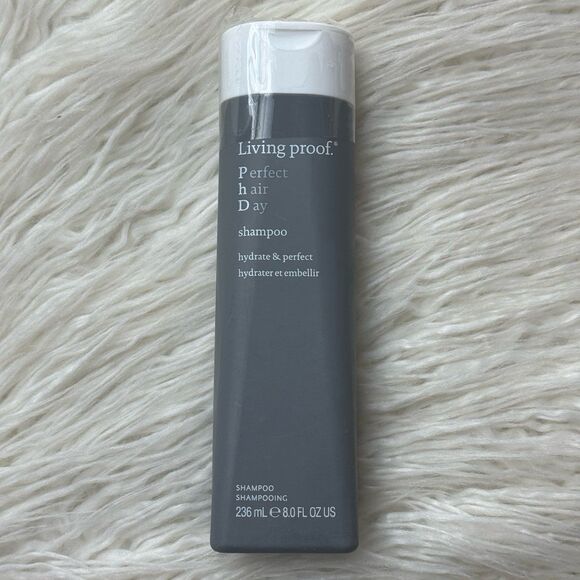 Living proof.®
Perfect
hair
Day
shampoo
hydrate & perfect
hydrater et embellir
SHAMPOO
SHAMPOOING
236 mL ℮ 8.0 FL OZ US